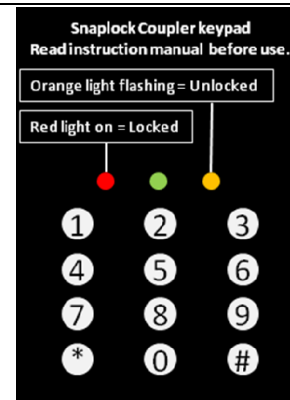 Snaplock Coupler keypad
Read instruction manual before use.
Orange light flashing = Unlocked
Red light on = Locked
1 2 3
4 5 6
7 8 9
* 0 #